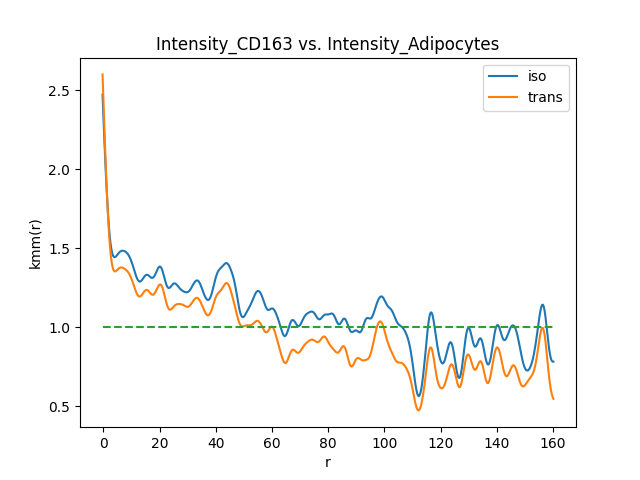 Intensity_CD163 vs. Intensity_Adipocytes
iso
trans
2.5
2.0
1.5
1.0
0.5
kmm(r)
0 20 40 60 80 100 120 140 160
r